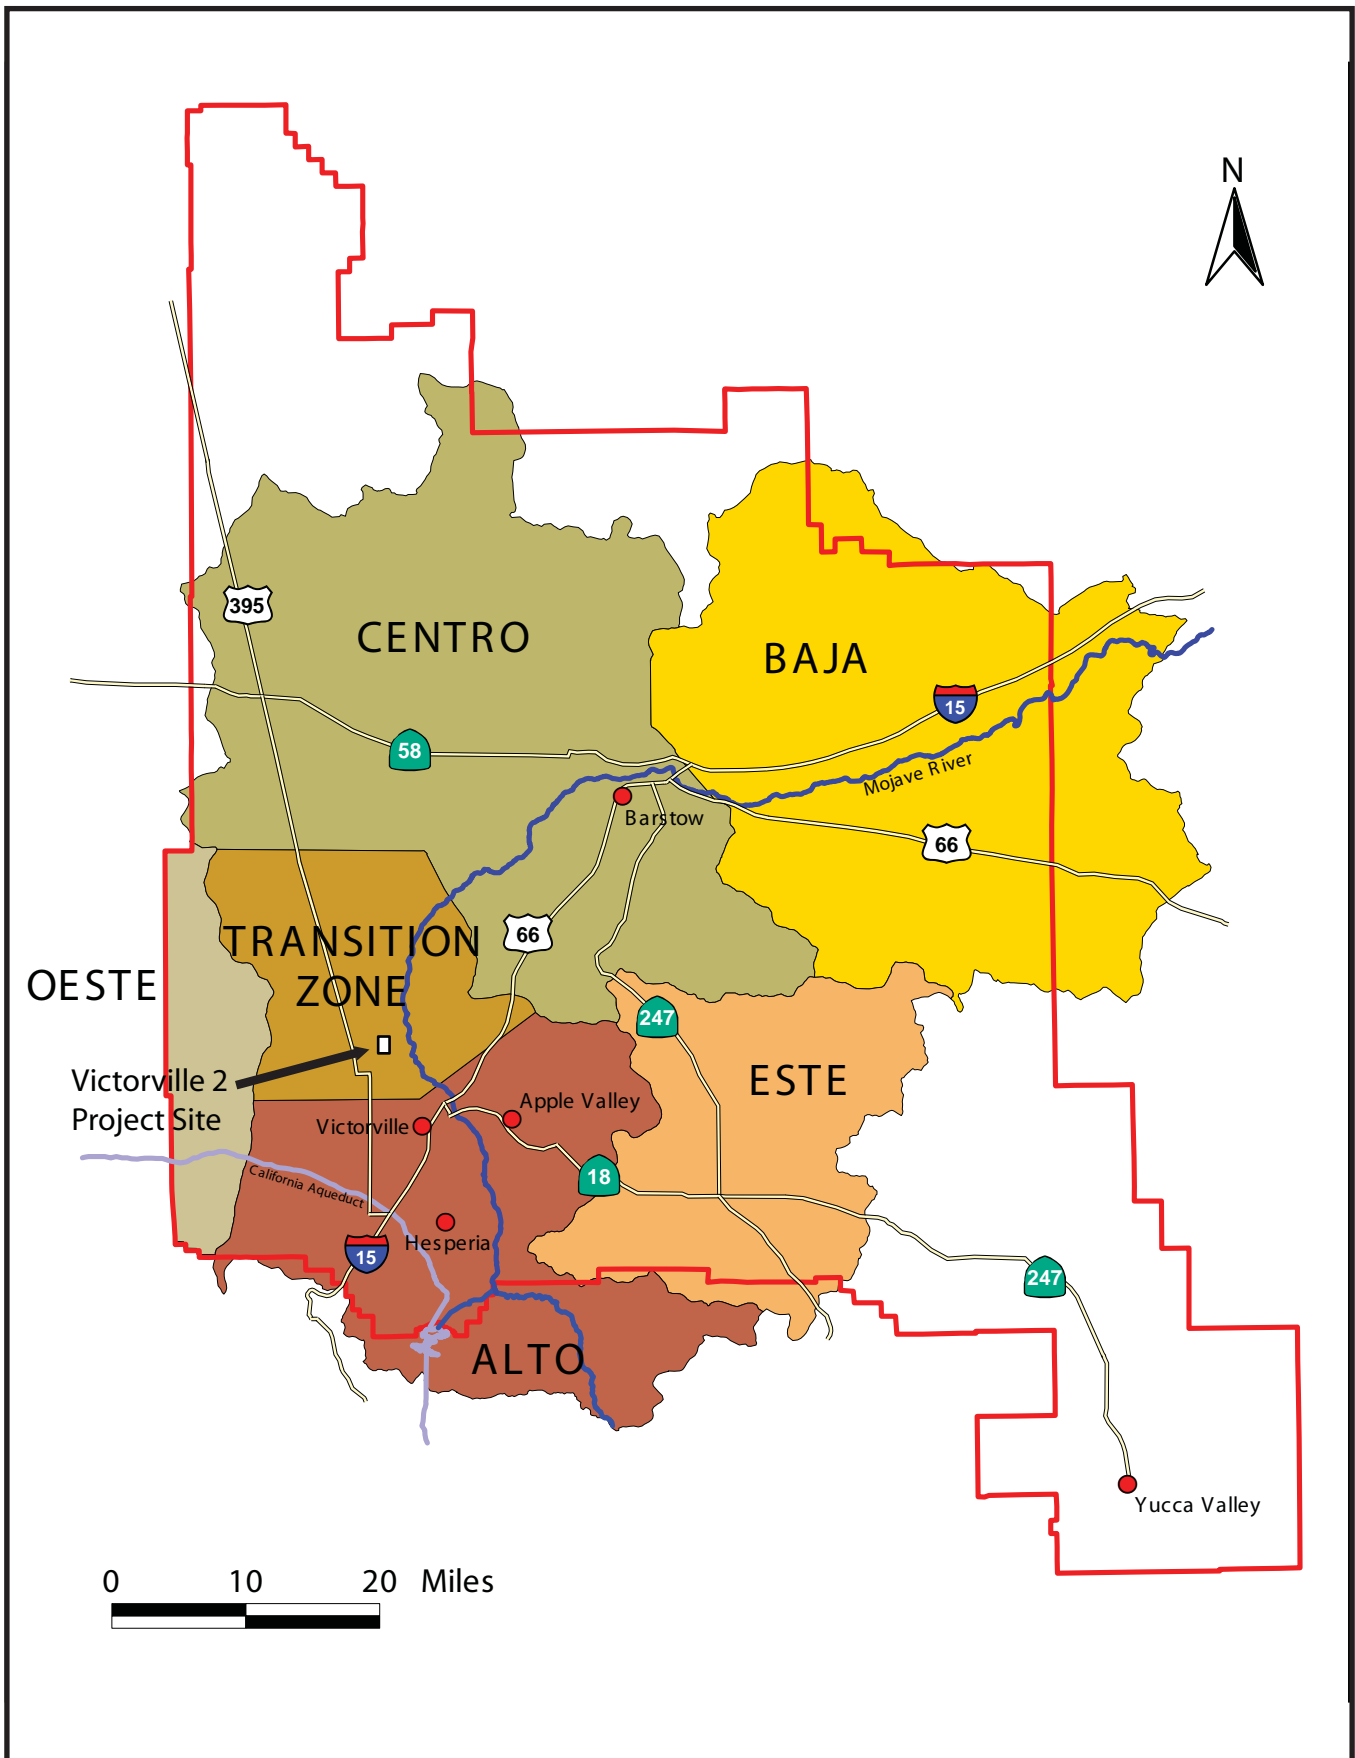 N
395
CENTRO
BAJA
15
58
Mojave River
Barstow
66
66
TRANSITION
ZONE
OESTE
247
ESTE
Victorville 2
Project Site
Apple Valley
Victorville
California Aqueduct
18
Hesperia
15
247
ALTO
Yucca Valley
0 10 20 Miles